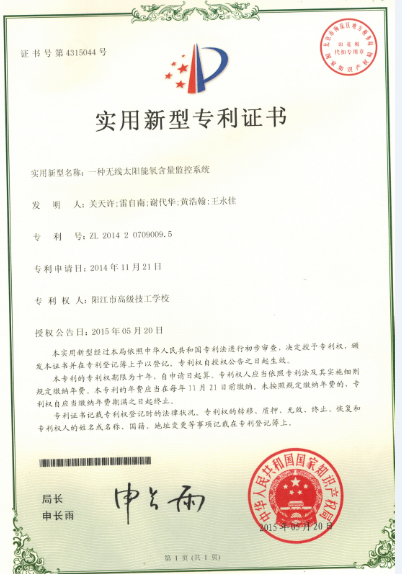 证书号第4315044号
实用新型专利证书
实用新型名称：一种无线太阳能氧含量监控系统
发 明 人：关天许;雷自南;谢代华;黄浩翰;王永佳
专 利 号：ZL 2014 2 0709009.5
专利申请日：2014年11月21日
专 利 权 人：阳江市高级技工学校
授权公告日：2015年05月20日
本实用新型经过本局依照中华人民共和国专利法进行初步审查，决定授予专利权，颁
发本证书并在专利登记簿上予以登记。专利权自授权公告之日起生效。
本专利的专利权期限为十年，自申请日起算。专利权人应当依照专利法及其实施细则
规定缴纳年费。本专利的年费应当在每年11月21日前缴纳。未按照规定缴纳年费的，专
利权自应当缴纳年费期满之日起终止。
专利证书记载专利权登记时的法律状况。专利权的转移、质押、无效、终止、恢复和
专利权人的姓名或名称、国籍、地址变更等事项记载在专利登记簿上。
局长
申长雨
申长雨
中华人民共和国国家知识产权局
2015年05月20日
第1页（共1页）